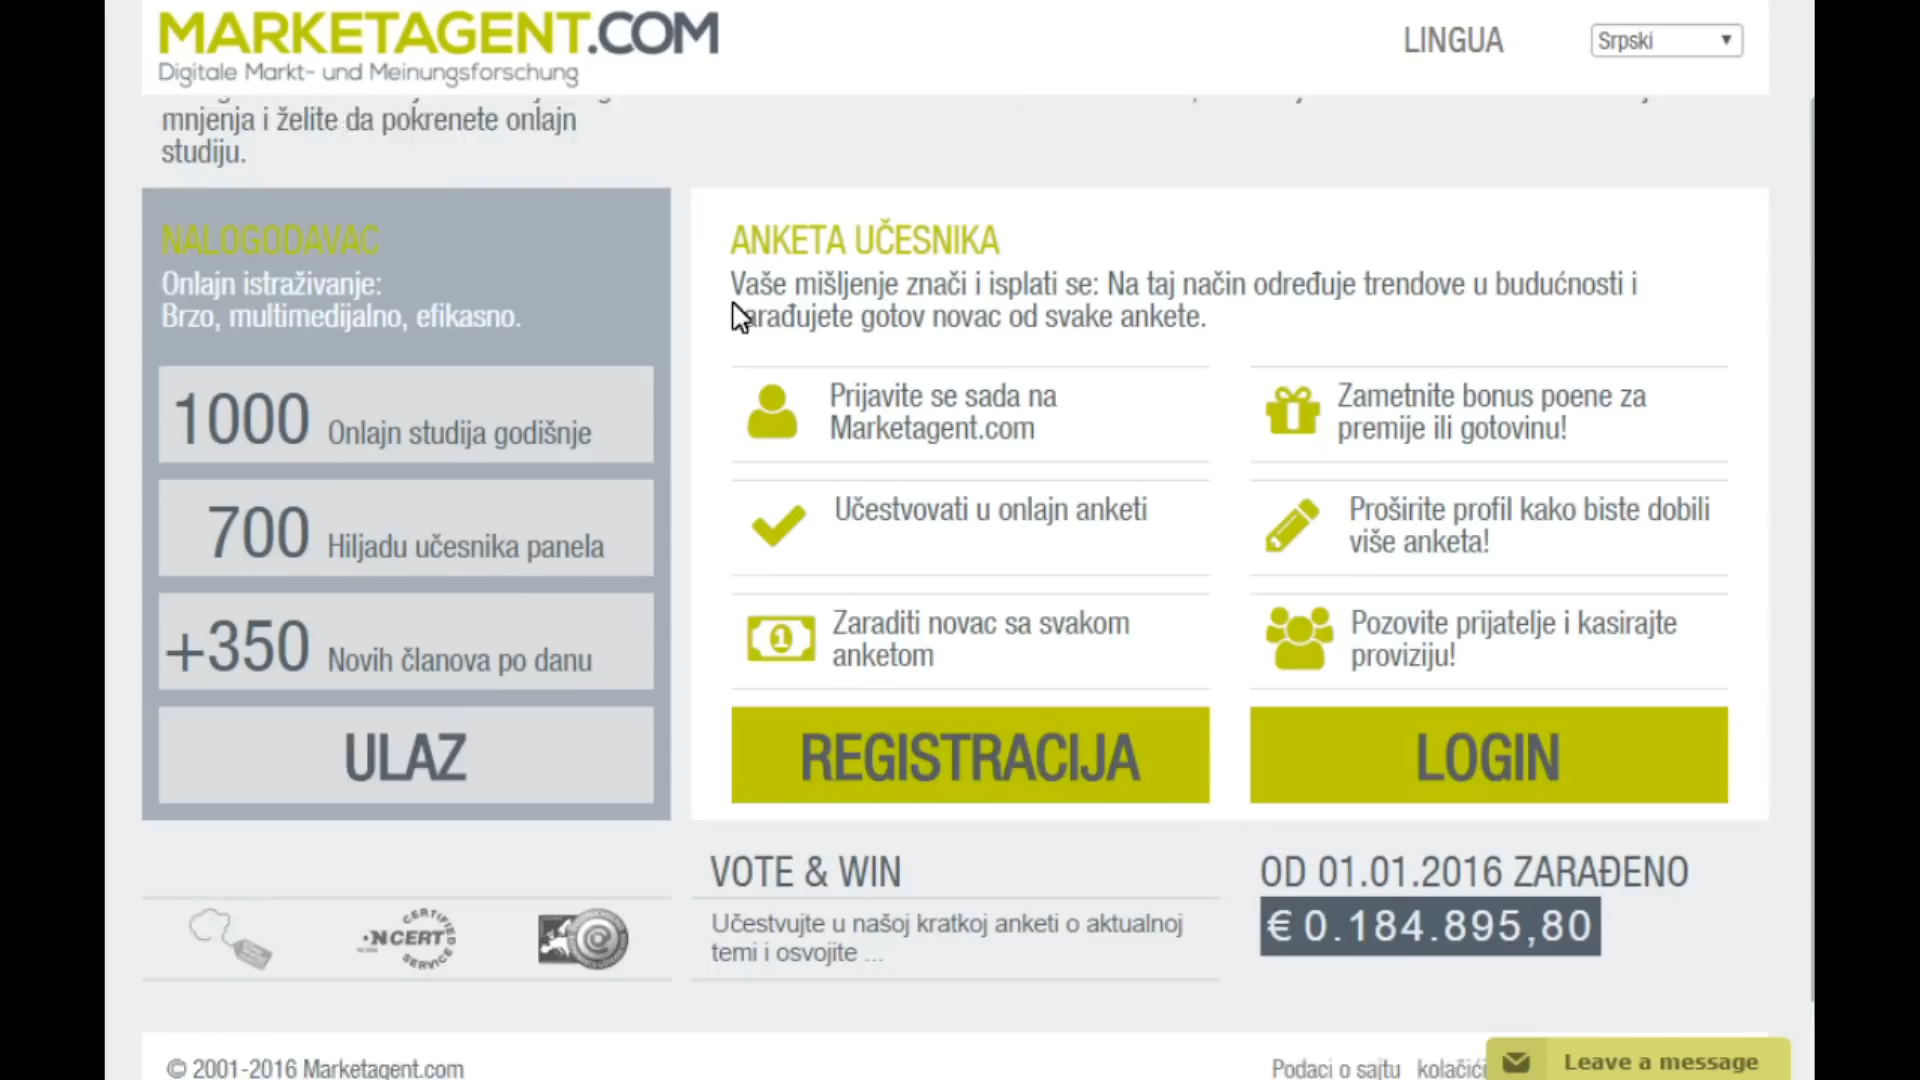 MARKETAGENT.COM
Digitale Markt- und Meinungsforschung
LINGUA
Srpski
mnjenja i želite da pokrenete onlajn
studiju.
NALOGODAVAC
Onlajn istraživanje:
Brzo, multimedijalno, efikasno.
1000 Onlajn studija godišnje
700 Hiljadu učesnika panela
+350 Novih članova po danu
ULAZ
ANKETA UČESNIKA
Vaše mišljenje znači i isplati se: Na taj način određuje trendove u budućnosti i
gotov novac od svake ankete.
Prijavite se sada na
Marketagent.com
Zametnite bonus poene za
premije ili gotovinu!
Učestvovati u onlajn anketi
Proširite profil kako biste dobili
više anketa!
Zaraditi novac sa svakom
anketom
Pozovite prijatelje i kasirajte
proviziju!
REGISTRACIJA
LOGIN
CERTIFIED
NCERT
SERVICE
VOTE & WIN
Učestvujte u našoj kratkoj anketi o aktualnoj
temi i osvojite ...
OD 01.01.2016 ZARAĐENO
€ 0.184.895,80
© 2001-2016 Marketagent.com
Podaci o sajtu kolačići
Leave a message